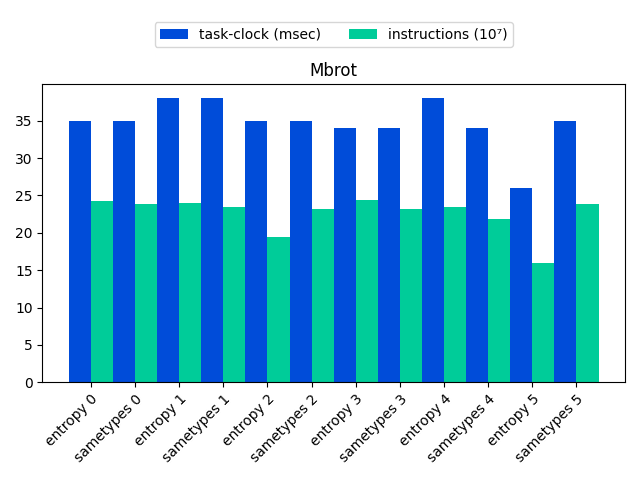 task-clock (msec)
instructions (10⁷)
Mbrot
35
30
25
20
15
10
5
0
entropy 0
sametypes 0
entropy 1
sametypes 1
entropy 2
sametypes 2
entropy 3
sametypes 3
entropy 4
sametypes 4
entropy 5
sametypes 5